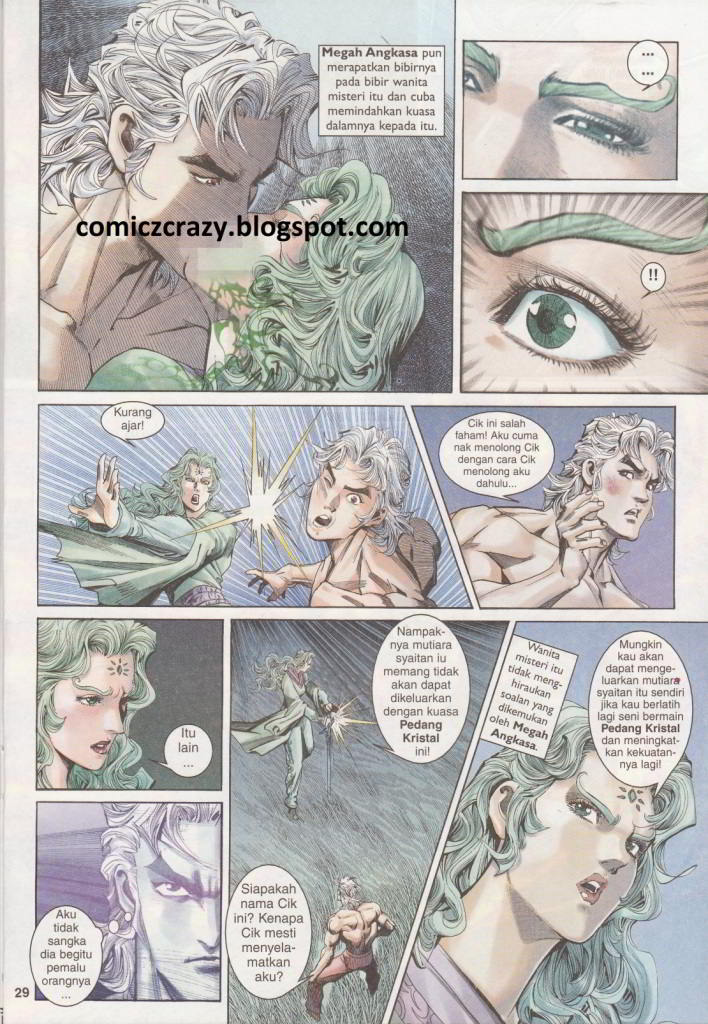 Megah Angkasa pun
merapatkan bibirnya
pada bibir wanita
misteri itu dan cuba
memindahkan kuasa
dalamnya kepada itu.
...
...
comiczcrazy.blogspot.com
!!
Kurang
ajar!
Cik ini salah
faham! Aku cuma
nak menolong Cik
dengan cara Cik
menolong aku
dahulu...
Itu
lain
...
Aku
tidak
sangka
dia begitu
pemalu
orangnya
...
Nampak-
nya mutiara
syaitan iu
memang tidak
akan dapat
dikeluarkan
dengan kuasa
Pedang
Kristal
ini!
Siapakah
nama Cik
ini? Kenapa
Cik mesti
menyela-
matkan
aku?
Wanita
misteri itu
tidak meng-
hiraukan
soalan yang
dikemukan
oleh Megah
Angkasa.
Mungkin
kau akan
dapat menge-
luarkan mutiara
syaitan itu sendiri
jika kau berlatih
lagi seni bermain
Pedang Kristal
dan meningkat-
kan kekuatan-
nya lagi!
29